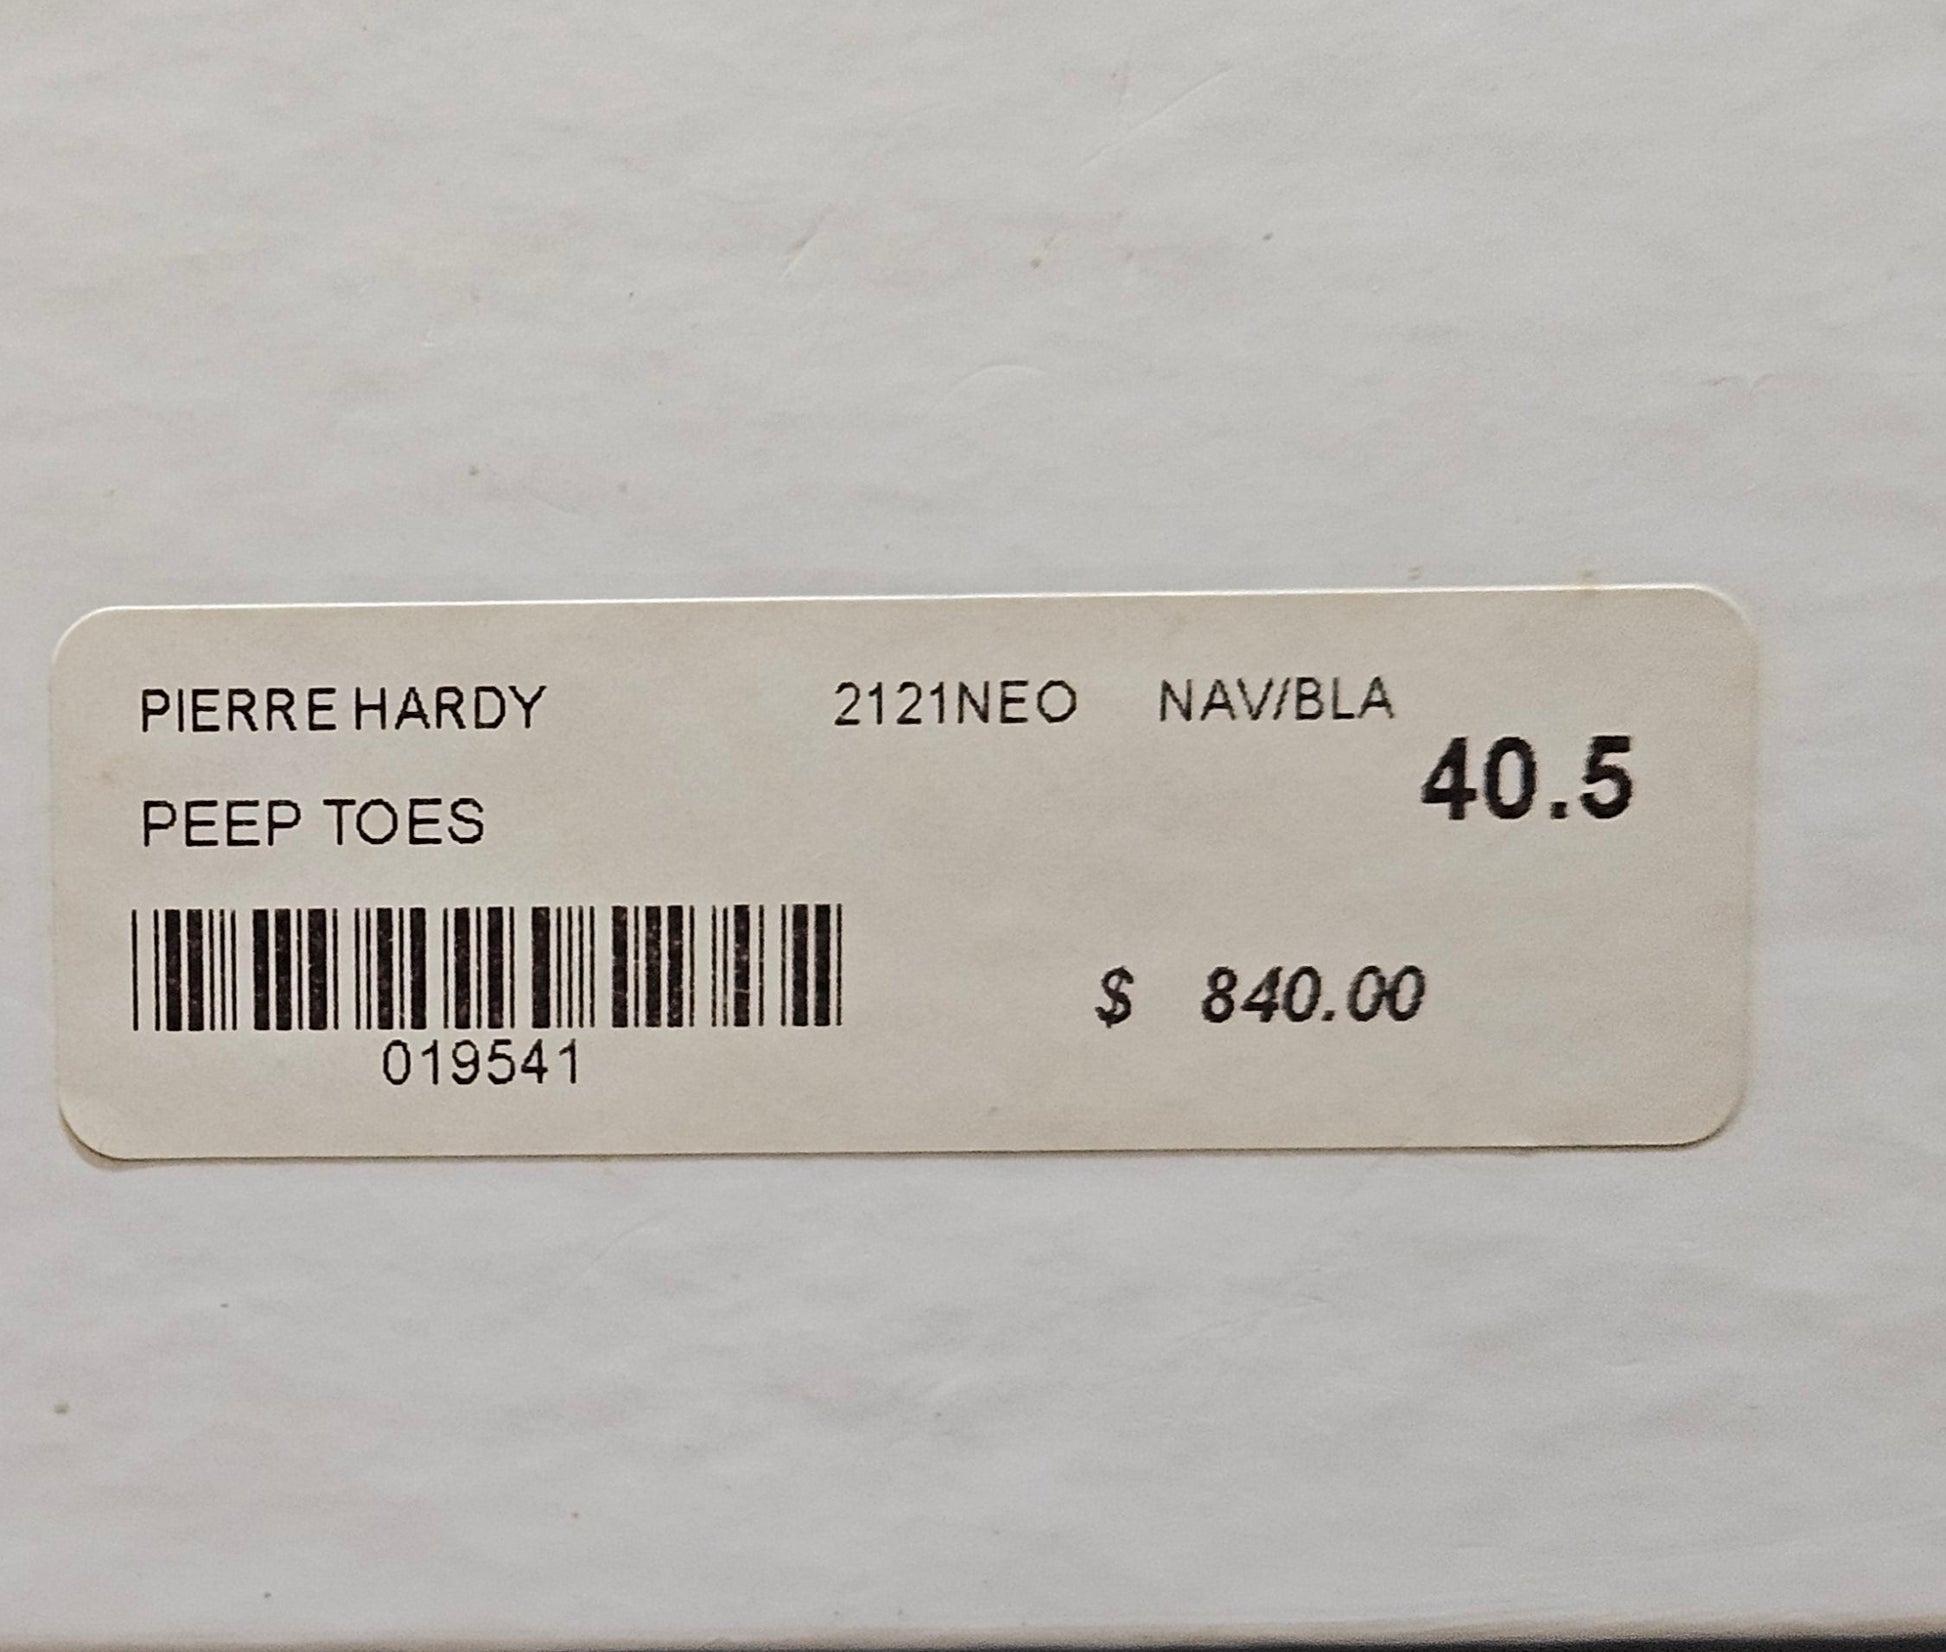 PIERRE HARDY 2121NEO NAV/BLA
40.5
PEEP TOES
$ 840.00
019541